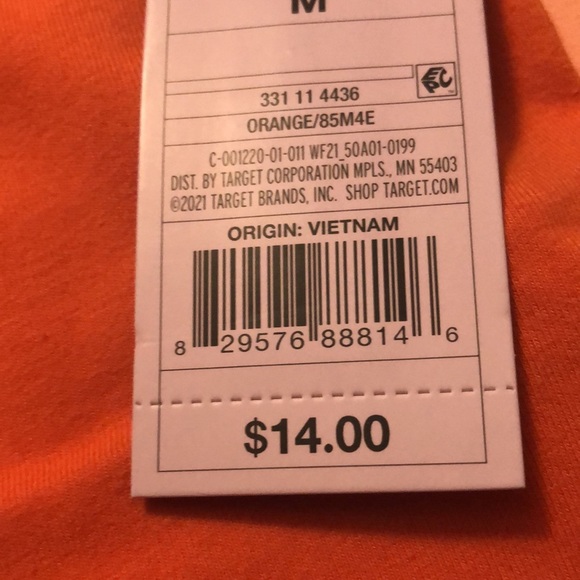 M
EPC
331 11 4436
ORANGE/85M4E
C-001220-01-011 WF21_50A01-0199
DIST. BY TARGET CORPORATION MPLS., MN 55403
©2021 TARGET BRANDS, INC. SHOP TARGET.COM
ORIGIN: VIETNAM
8 29576 88814 6
$14.00